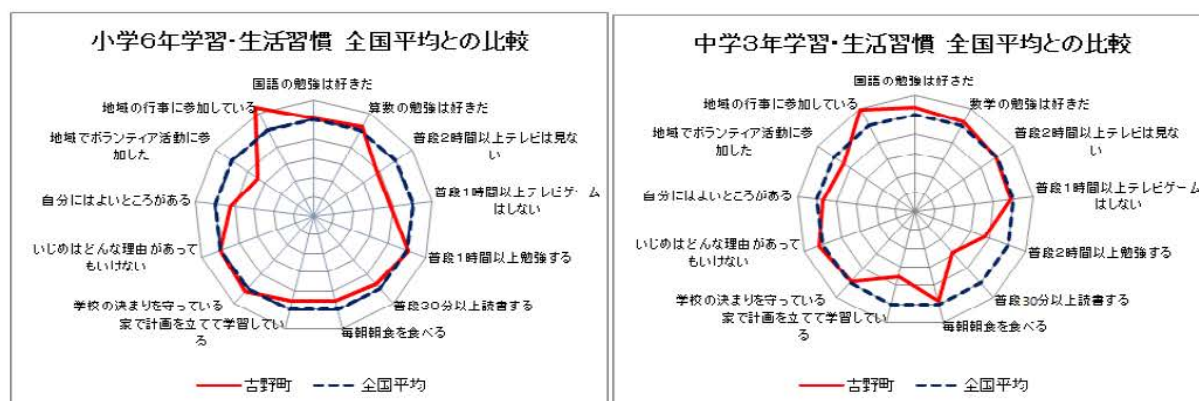 小学6年学習・生活習慣 全国平均との比較
国語の勉強は好きだ
算数の勉強は好きだ
普段2時間以上テレビは見な
い
普段1時間以上テレビゲーム
はしない
普段1時間以上勉強する
普段30分以上読書する
毎朝朝食を食べる
家で計画を立てて学習してい
る
学校の決まりを守っている
いじめはどんな理由があって
もいけない
自分にはよいところがある
地域でボランティア活動に参
加した
地域の行事に参加している
吉野町
全国平均
中学3年学習・生活習慣 全国平均との比較
国語の勉強は好きだ
数学の勉強は好きだ
普段2時間以上テレビは見な
い
普段1時間以上テレビゲーム
はしない
普段2時間以上勉強する
普段30分以上読書する
毎朝朝食を食べる
家で計画を立てて学習してい
る
学校の決まりを守っている
いじめはどんな理由があって
もいけない
自分にはよいところがある
地域でボランティア活動に参
加した
地域の行事に参加している
吉野町
全国平均